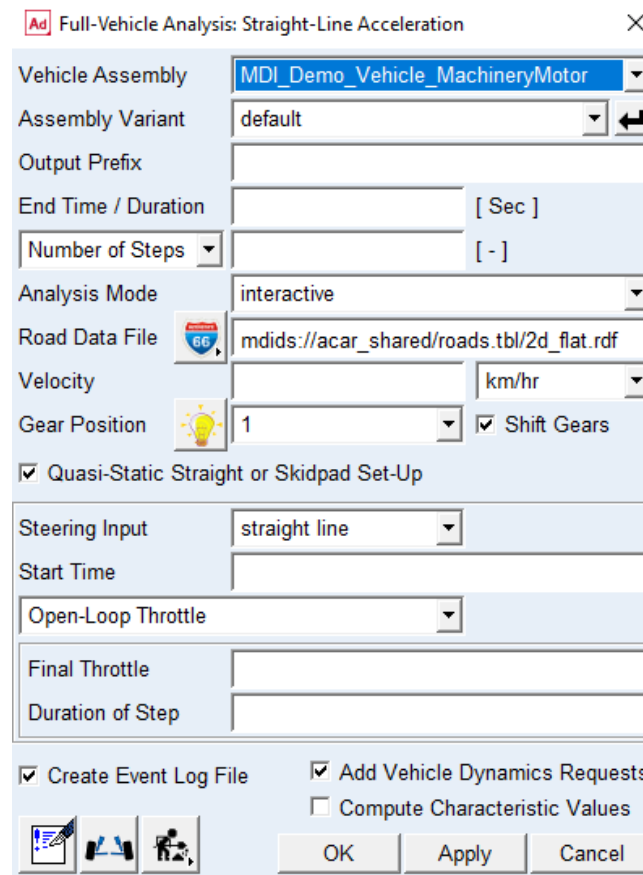 Ad Full-Vehicle Analysis: Straight-Line Acceleration
Vehicle Assembly MDI_Demo_Vehicle_MachineryMotor
Assembly Variant default
Output Prefix
End Time / Duration [ Sec ]
Number of Steps [ - ]
Analysis Mode interactive
Road Data File 66 mdids://acar_shared/roads.tbl/2d_flat.rdf
Velocity km/hr
Gear Position 1 Shift Gears
Quasi-Static Straight or Skidpad Set-Up
Steering Input straight line
Start Time
Open-Loop Throttle
Final Throttle
Duration of Step
Create Event Log File Add Vehicle Dynamics Requests
Compute Characteristic Values
OK Apply Cancel